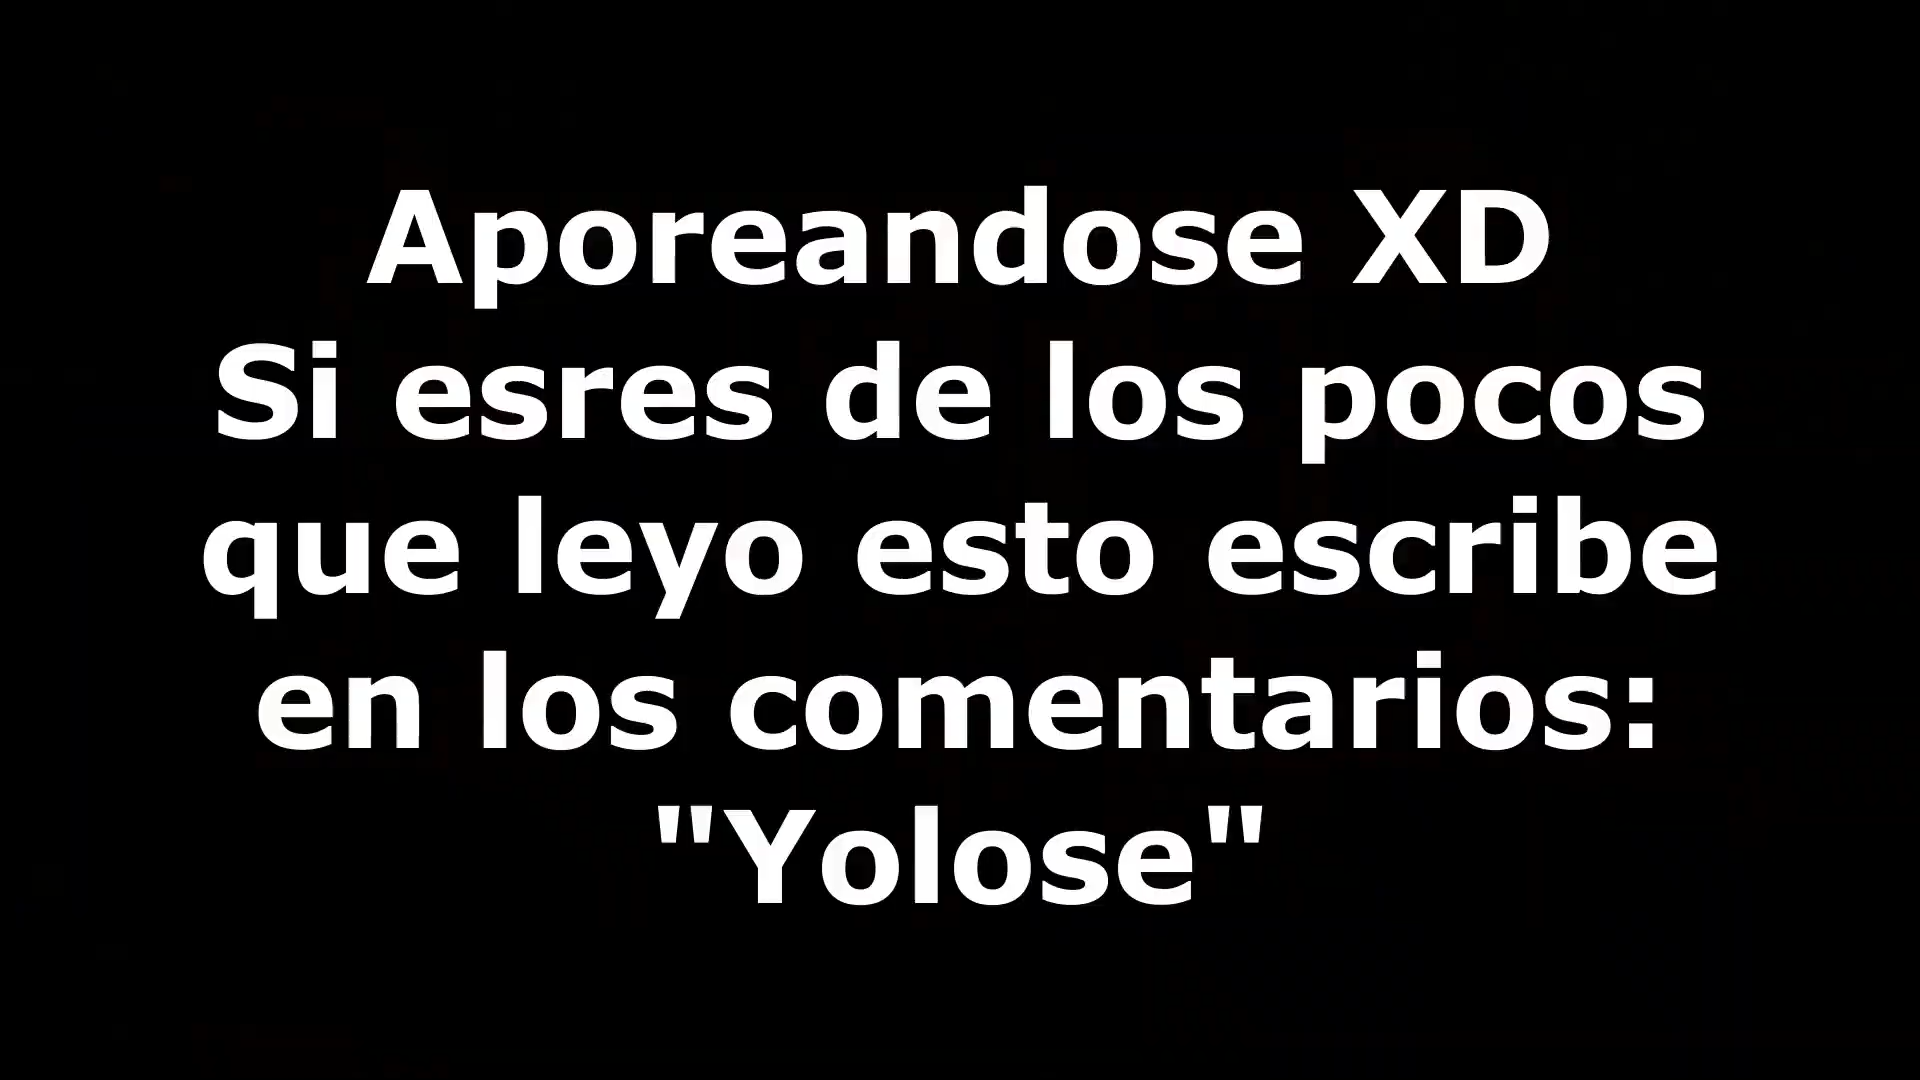 Aporeandose XD
Si esres de los pocos
que leyo esto escribe
en los comentarios:
"Yolose"